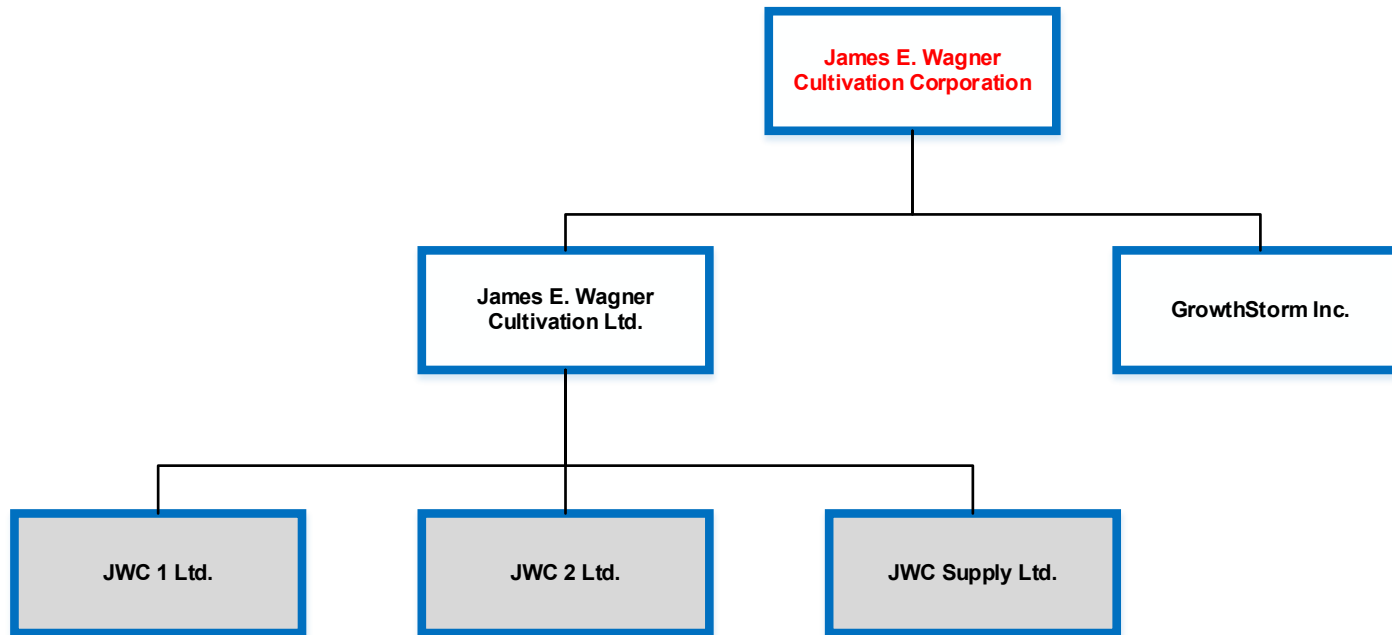 James E. Wagner
Cultivation Corporation
James E. Wagner
Cultivation Ltd.
GrowthStorm Inc.
JWC 1 Ltd.
JWC 2 Ltd.
JWC Supply Ltd.